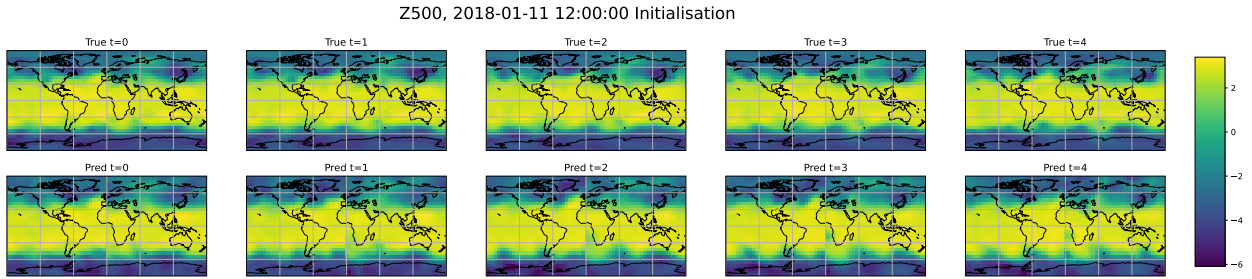 Z500, 2018-01-11 12:00:00 Initialisation
True t=0
True t=1
True t=2
True t=3
True t=4
Pred t=0
Pred t=1
Pred t=2
Pred t=3
Pred t=4
2
0
−2
−4
−6